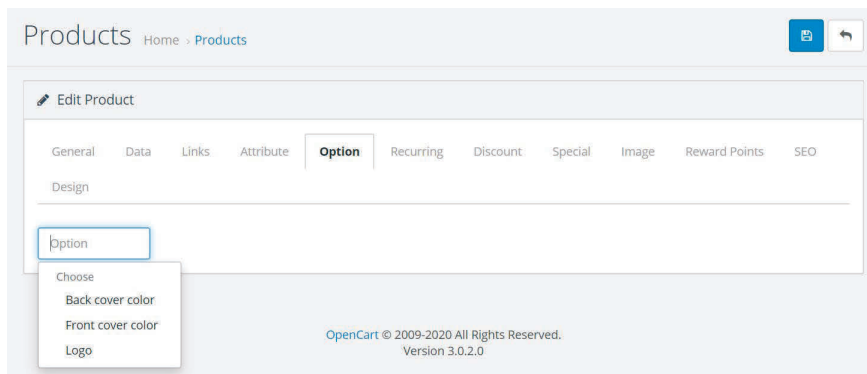 Products Home › Products
Edit Product
General Data Links Attribute Option Recurring Discount Special Image Reward Points SEO
Design
Option
Choose
Back cover color
Front cover color
Logo
OpenCart © 2009-2020 All Rights Reserved.
Version 3.0.2.0